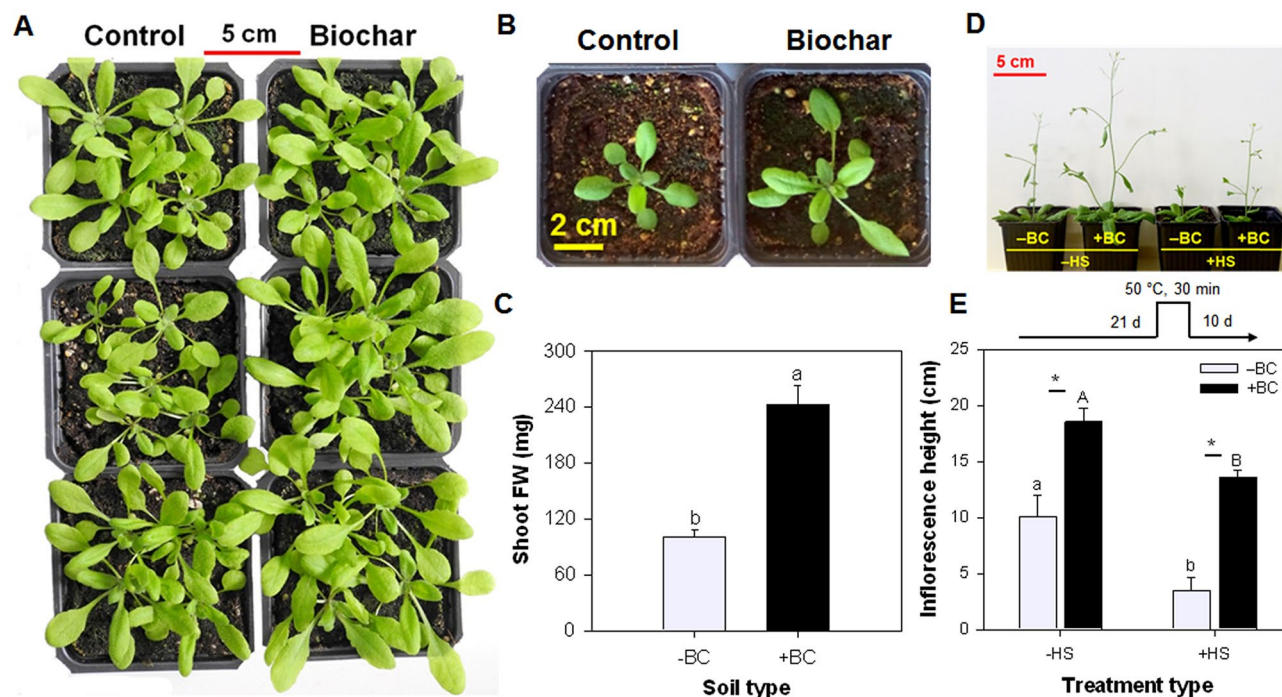 A
Control
5 cm
Biochar
B
Control
Biochar
2 cm
C
300
240
180
120
60
0
Shoot FW (mg)
b
a
-BC
+BC
Soil type
D
5 cm
–BC
+BC
–BC
+BC
–HS
+HS
E
50 °C, 30 min
21 d
10 d
25
20
15
10
5
0
Inflorescence height (cm)
–BC
+BC
*
a
A
*
b
B
-HS
+HS
Treatment type